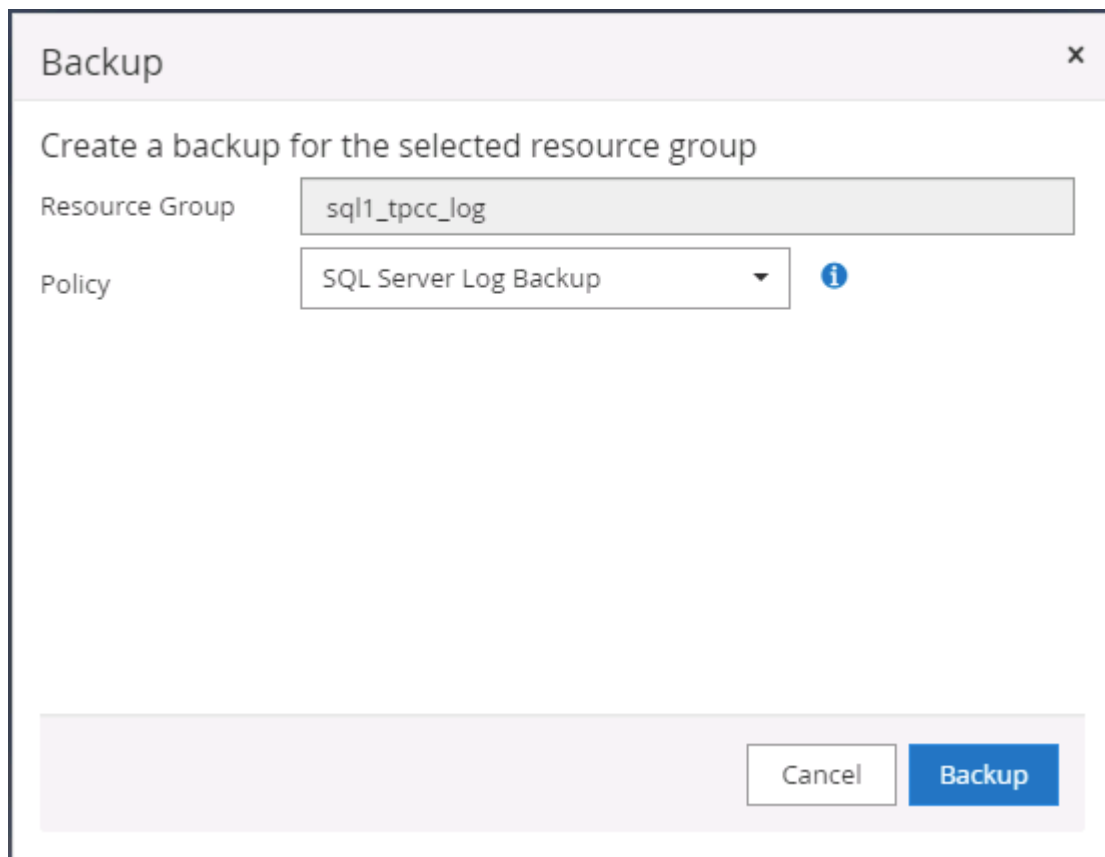 Backup
Create a backup for the selected resource group
Resource Group sql1_tpcc_log
Policy SQL Server Log Backup
Cancel Backup